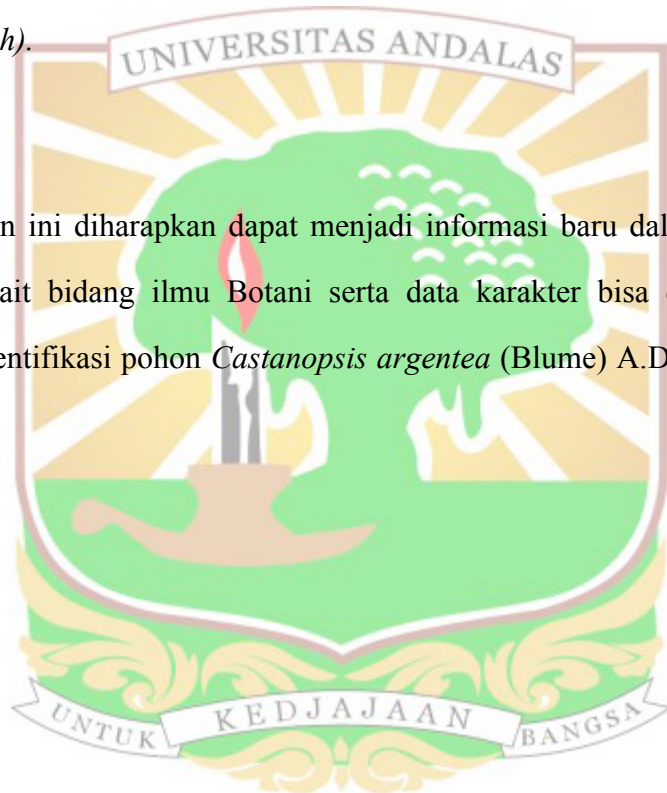 h).
UNIVERSITAS ANDALAS
n ini diharapkan dapat menjadi informasi baru dal
ait bidang ilmu Botani serta data karakter bisa
entifikasi pohon Castanopsis argentea (Blume) A.D
UNTUK KEDJAJAAN BANGSA